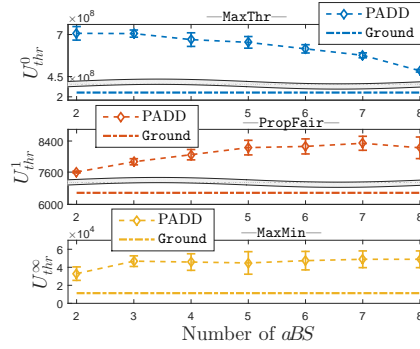 × 10^8
MaxThr
PADD
Ground
7
4.5
× 10^8
2
U^0_thr
2 3 4 5 6 7 8
PADD
Ground
PropFair
8400
7600
6000
U^1_thr
2 3 4 5 6 7 8
× 10^4
PADD
Ground
MaxMin
6
4
2
0
U^∞_thr
2 3 4 5 6 7 8
Number of aBS